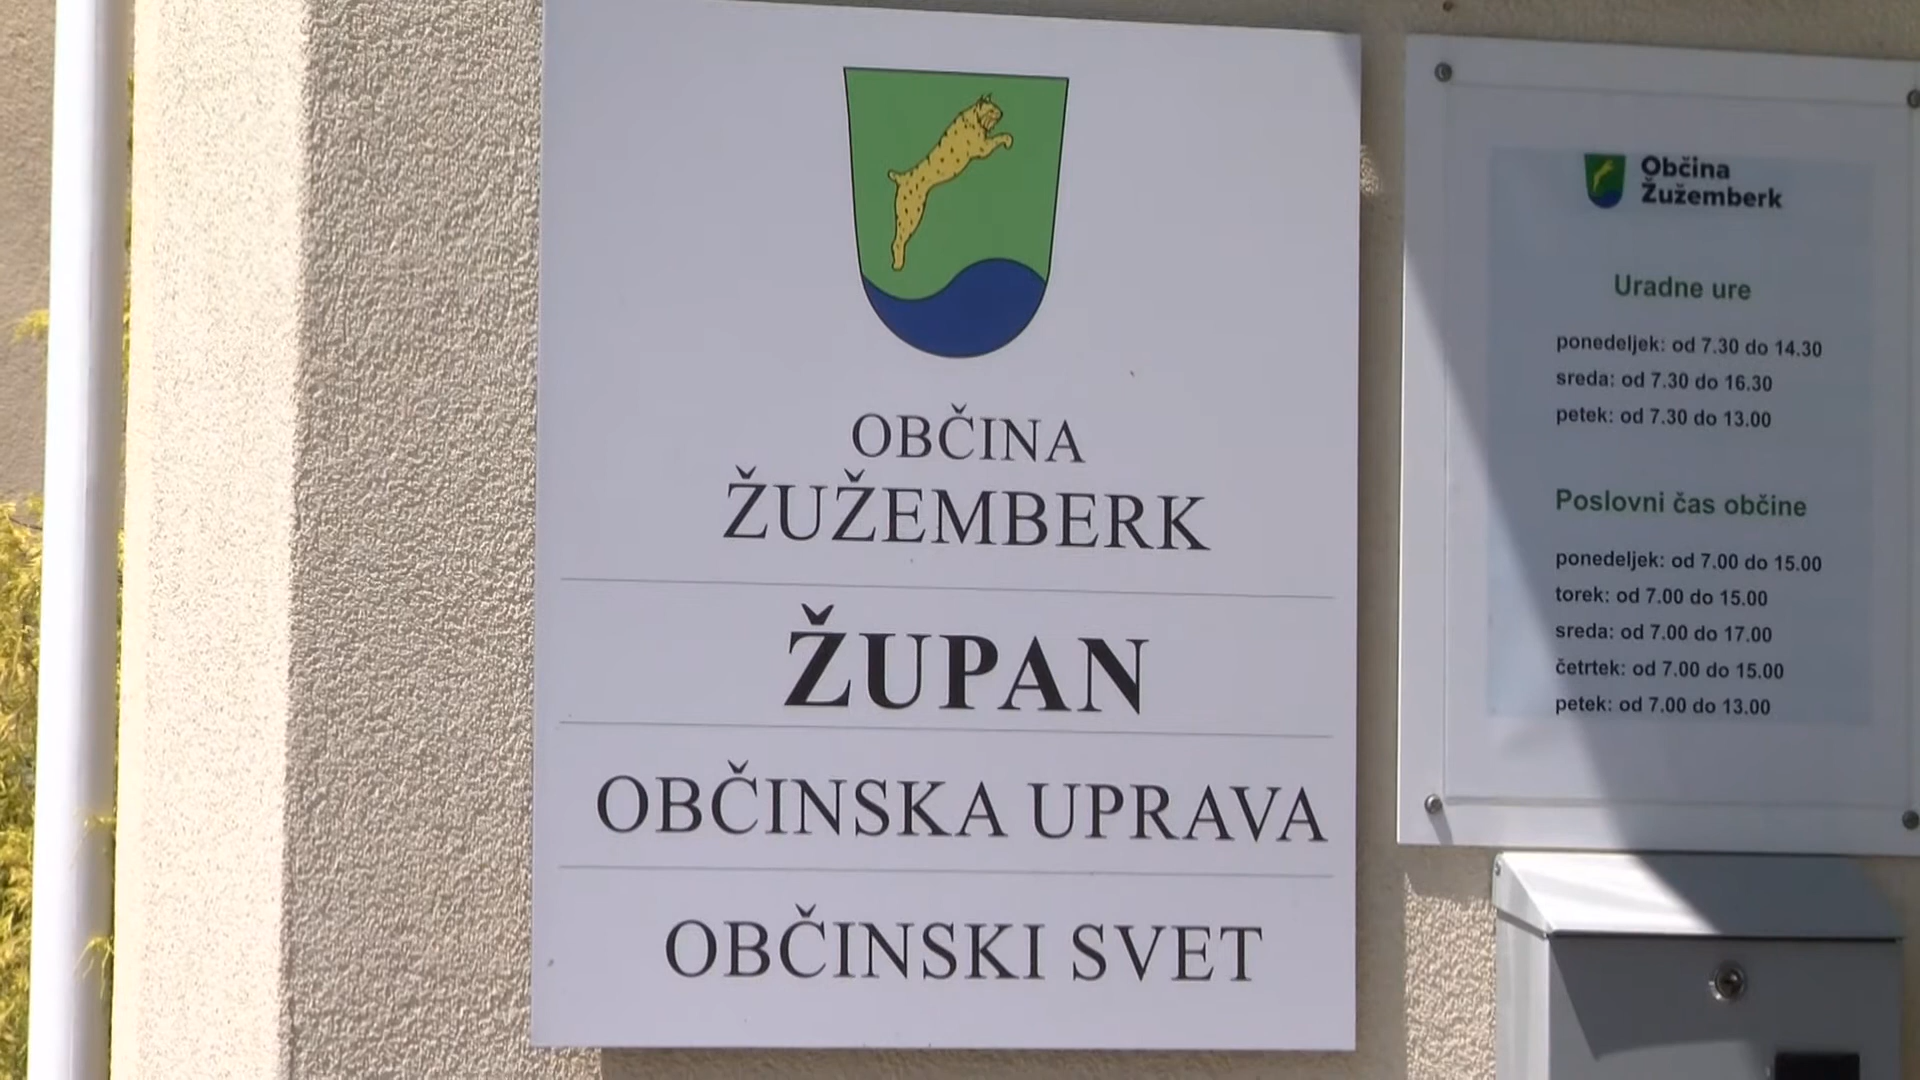 OBČINA
ŽUŽEMBERK
ŽUPAN
OBČINSKA UPRAVA
OBČINSKI SVET
Občina
Žužemberk
Uradne ure
ponedeljek: od 7.30 do 14.30
sreda: od 7.30 do 16.30
petek: od 7.30 do 13.00
Poslovni čas občine
ponedeljek: od 7.00 do 15.00
torek: od 7.00 do 15.00
sreda: od 7.00 do 17.00
četrtek: od 7.00 do 15.00
petek: od 7.00 do 13.00